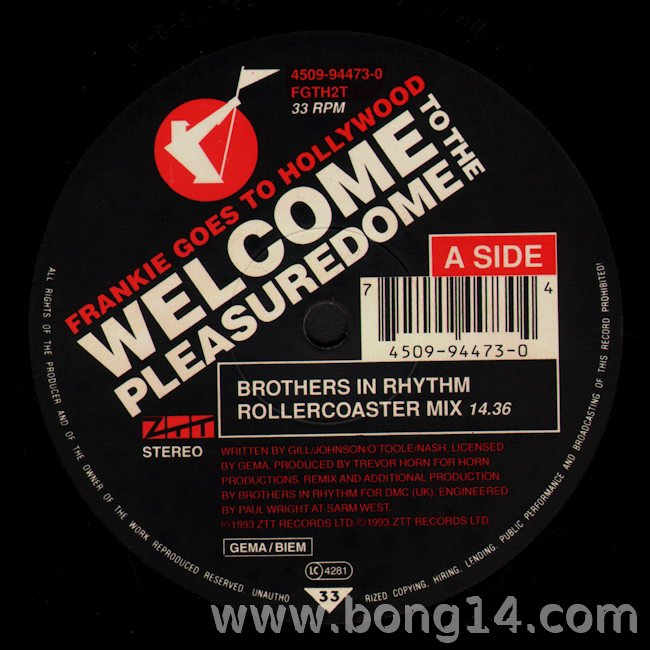 4509-94473-0
FGTH2T
33 RPM
FRANKIE GOES TO HOLLYWOOD
WELCOME
TO THE
PLEASUREDOME
A SIDE
7 4
4509-94473-0
BROTHERS IN RHYTHM
ROLLERCOASTER MIX 14.36
ZTT
STEREO
WRITTEN BY GILL/JOHNSON/O'TOOLE/NASH. LICENSED
BY GEMA. PRODUCED BY TREVOR HORN FOR HORN
PRODUCTIONS. REMIX AND ADDITIONAL PRODUCTION
BY BROTHERS IN RHYTHM FOR DMC (UK). ENGINEERED
BY PAUL WRIGHT AT SARM WEST.
℗1993 ZTT RECORDS LTD. ©1993 ZTT RECORDS LTD.
GEMA/BIEM
LC 4281
33
ALL RIGHTS OF THE PRODUCER AND OF THE OWNER OF THE WORK REPRODUCED RESERVED. UNAUTHO RIZED COPYING, HIRING, LENDING, PUBLIC PERFORMANCE AND BROADCASTING OF THIS RECORD PROHIBITED!
www.bong14.com